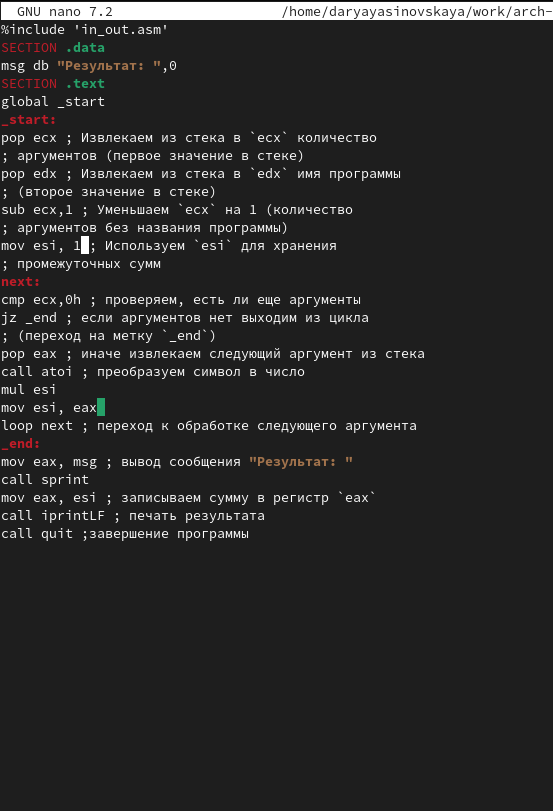 GNU nano 7.2 /home/daryayasinovskaya/work/arch-
%include 'in_out.asm'
SECTION .data
msg db "Результат: ",0
SECTION .text
global _start
_start:
pop ecx ; Извлекаем из стека в `ecx` количество
; аргументов (первое значение в стеке)
pop edx ; Извлекаем из стека в `edx` имя программы
; (второе значение в стеке)
sub ecx,1 ; Уменьшаем `ecx` на 1 (количество
; аргументов без названия программы)
mov esi, 1 ; Используем `esi` для хранения
; промежуточных сумм
next:
cmp ecx,0h ; проверяем, есть ли еще аргументы
jz _end ; если аргументов нет выходим из цикла
; (переход на метку `_end`)
pop eax ; иначе извлекаем следующий аргумент из стека
call atoi ; преобразуем символ в число
mul esi
mov esi, eax
loop next ; переход к обработке следующего аргумента
_end:
mov eax, msg ; вывод сообщения "Результат: "
call sprint
mov eax, esi ; записываем сумму в регистр `eax`
call iprintLF ; печать результата
call quit ;завершение программы